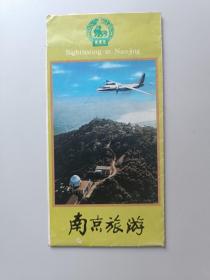 Sightseeing in Nanjing
南京旅游